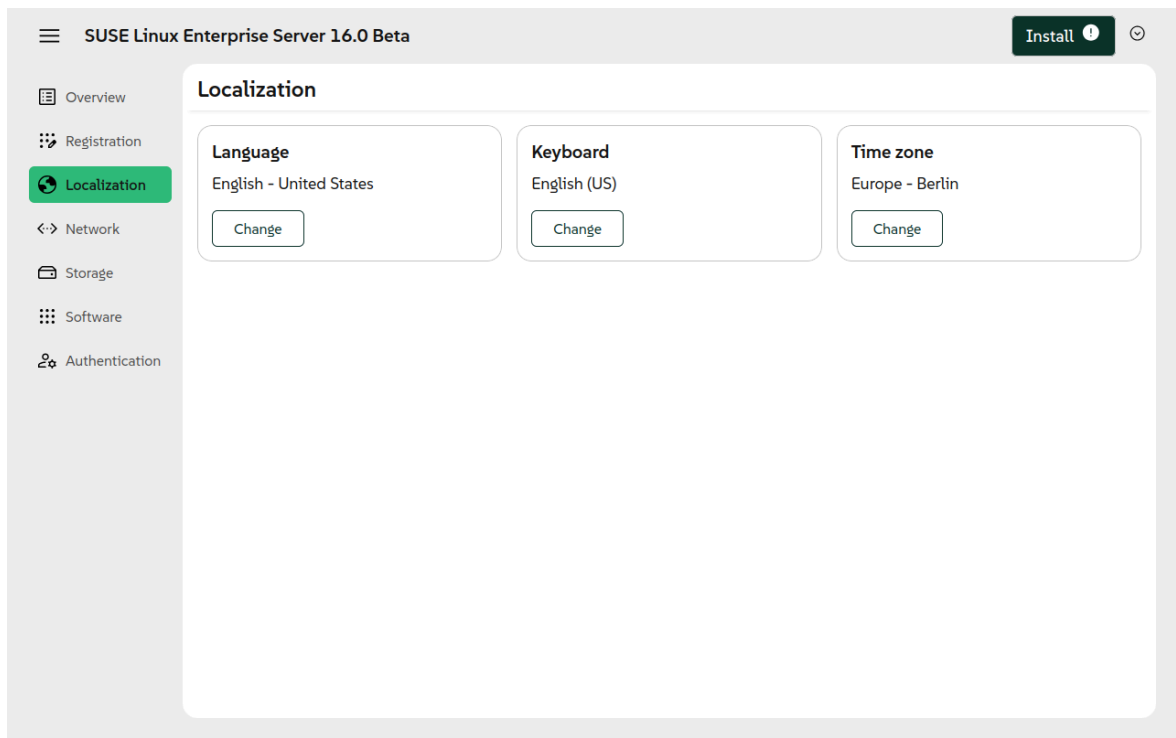 SUSE Linux Enterprise Server 16.0 Beta
Install
Overview
Registration
Localization
Network
Storage
Software
Authentication
Localization
Language
English - United States
Change
Keyboard
English (US)
Change
Time zone
Europe - Berlin
Change